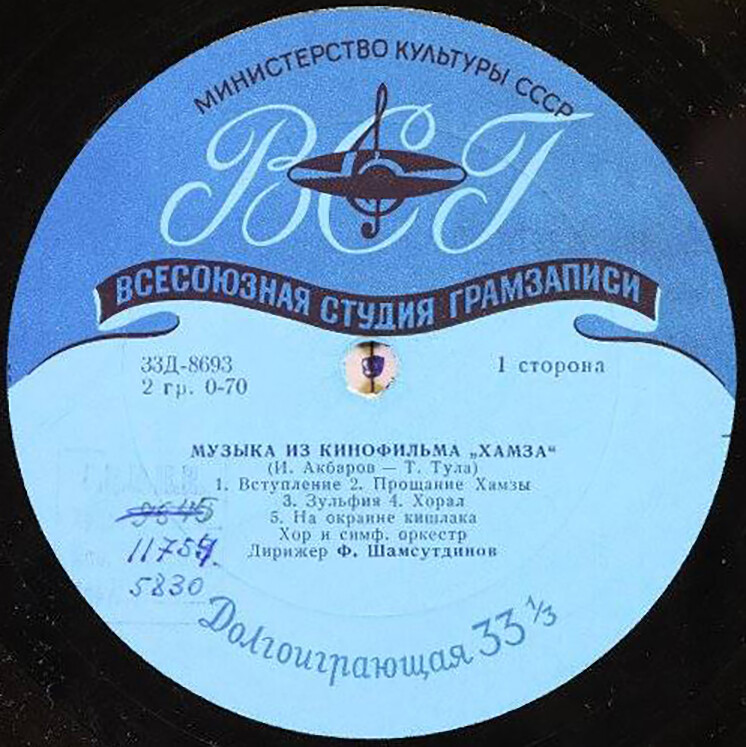 МИНИСТЕРСТВО КУЛЬТУРЫ СССР
ВСГ
ВСЕСОЮЗНАЯ СТУДИЯ ГРАМЗАПИСИ
33Д-8693
2 гр. 0-70
1 сторона
МУЗЫКА ИЗ КИНОФИЛЬМА „ХАМЗА“
(И. Акбаров — Т. Тула)
1. Вступление 2. Прощание Хамзы
3. Зульфия 4. Хорал
5. На окраине кишлака
Хор и симф. оркестр
Дирижер Ф. Шамсутдинов
11754
5830
Долгоиграющая 33 1/3